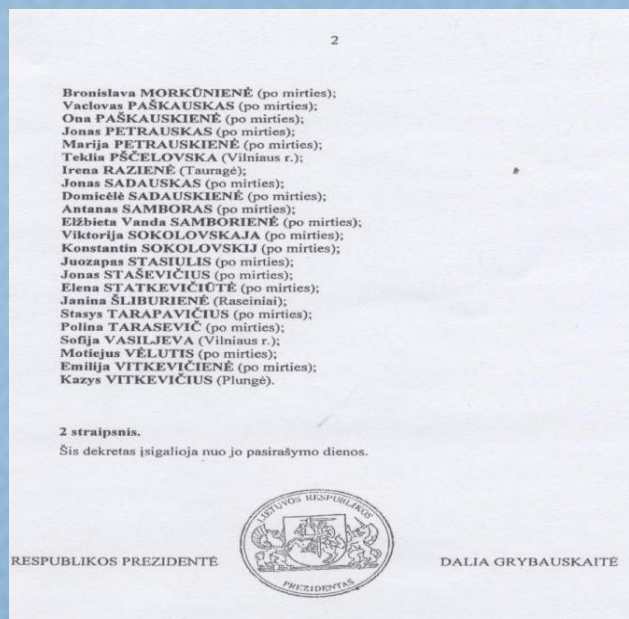 2
Bronislava MORKŪNIENĖ (po mirties);
Vaclovas PAŠKAUSKAS (po mirties);
Ona PAŠKAUSKIENĖ (po mirties);
Jonas PETRAUSKAS (po mirties);
Marija PETRAUSKIENĖ (po mirties);
Teklia PŠČELOVSKA (Vilniaus r.);
Irena RAZIENĖ (Tauragė);
Jonas SADAUSKAS (po mirties);
Domicėlė SADAUSKIENĖ (po mirties);
Antanas SAMBORAS (po mirties);
Elžbieta Vanda SAMBORIENĖ (po mirties);
Viktorija SOKOLOVSKAJA (po mirties);
Konstantin SOKOLOVSKIJ (po mirties);
Juozapas STASIULIS (po mirties);
Jonas STAŠEVIČIUS (po mirties);
Elena STATKEVIČIŪTĖ (po mirties);
Janina ŠLIBURIENĖ (Raseiniai);
Stasys TARAPAVIČIUS (po mirties);
Polina TARASEVIČ (po mirties);
Sofija VASILJEVA (Vilniaus r.);
Motiejus VĖLUTIS (po mirties);
Emilija VITKEVIČIENĖ (po mirties);
Kazys VITKEVIČIUS (Plungė).
2 straipsnis.
Šis dekretas įsigalioja nuo jo pasirašymo dienos.
LIETUVOS RESPUBLIKOS
RESPUBLIKOS PREZIDENTĖ DALIA GRYBAUSKAITĖ
PREZIDENTAS